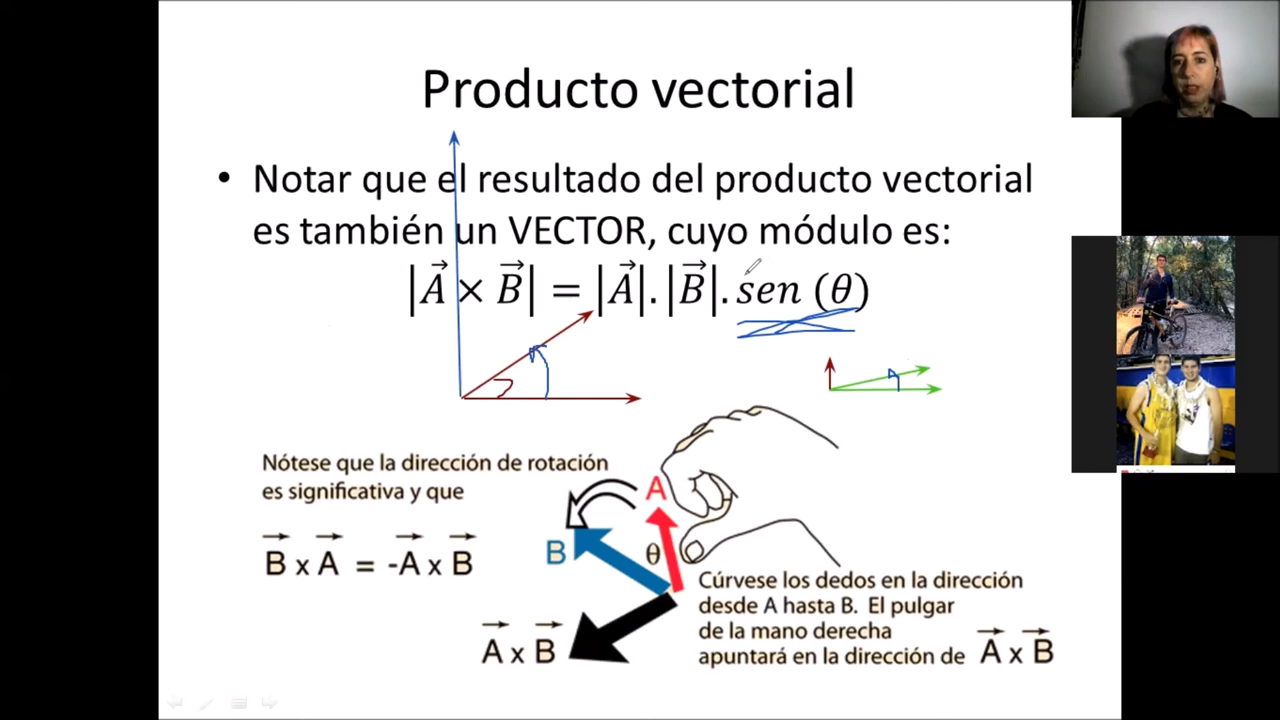 Producto vectorial
• Notar que el resultado del producto vectorial
es también un VECTOR, cuyo módulo es:
|A⃗ × B⃗| = |A⃗|.|B⃗|.sen (θ)
Nótese que la dirección de rotación
es significativa y que
B⃗ x A⃗ = -A⃗ x B⃗
A
B
θ
A⃗ x B⃗
Cúrvese los dedos en la dirección
desde A hasta B. El pulgar
de la mano derecha
apuntará en la dirección de A⃗ x B⃗